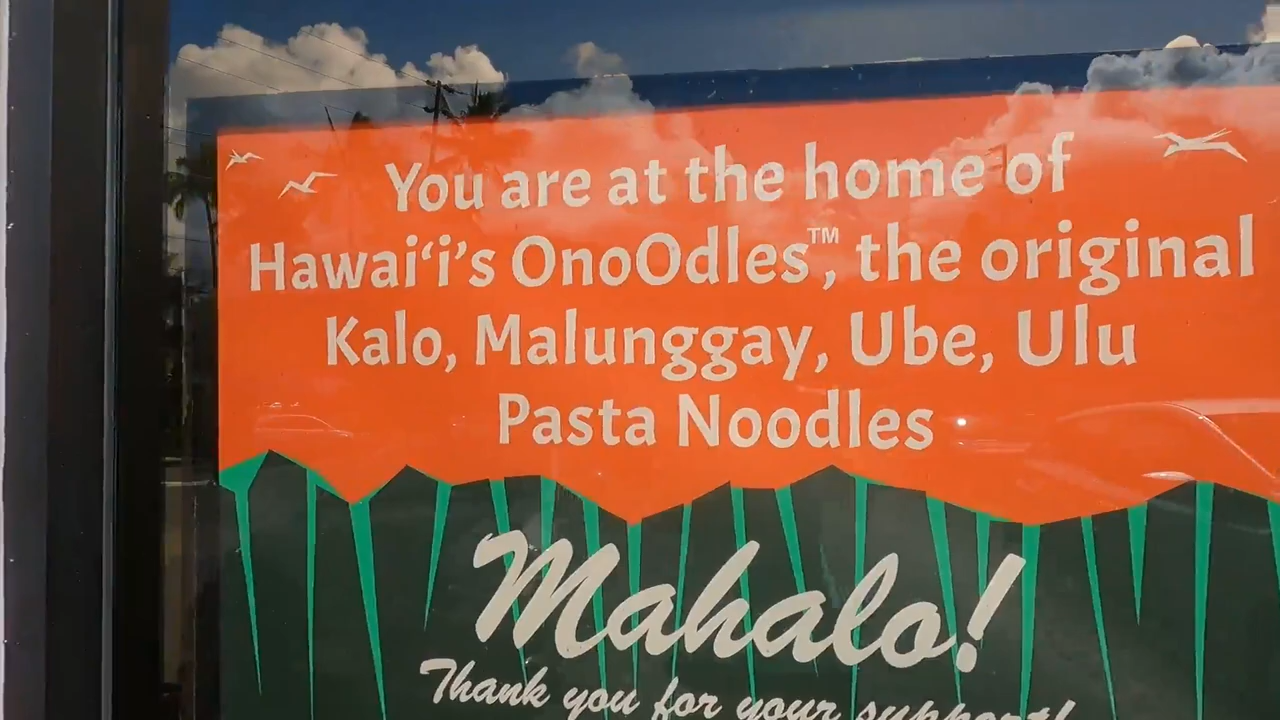 You are at the home of
Hawai‘i’s OnoOdles™, the original
Kalo, Malunggay, Ube, Ulu
Pasta Noodles
Mahalo!
Thank you for your support!